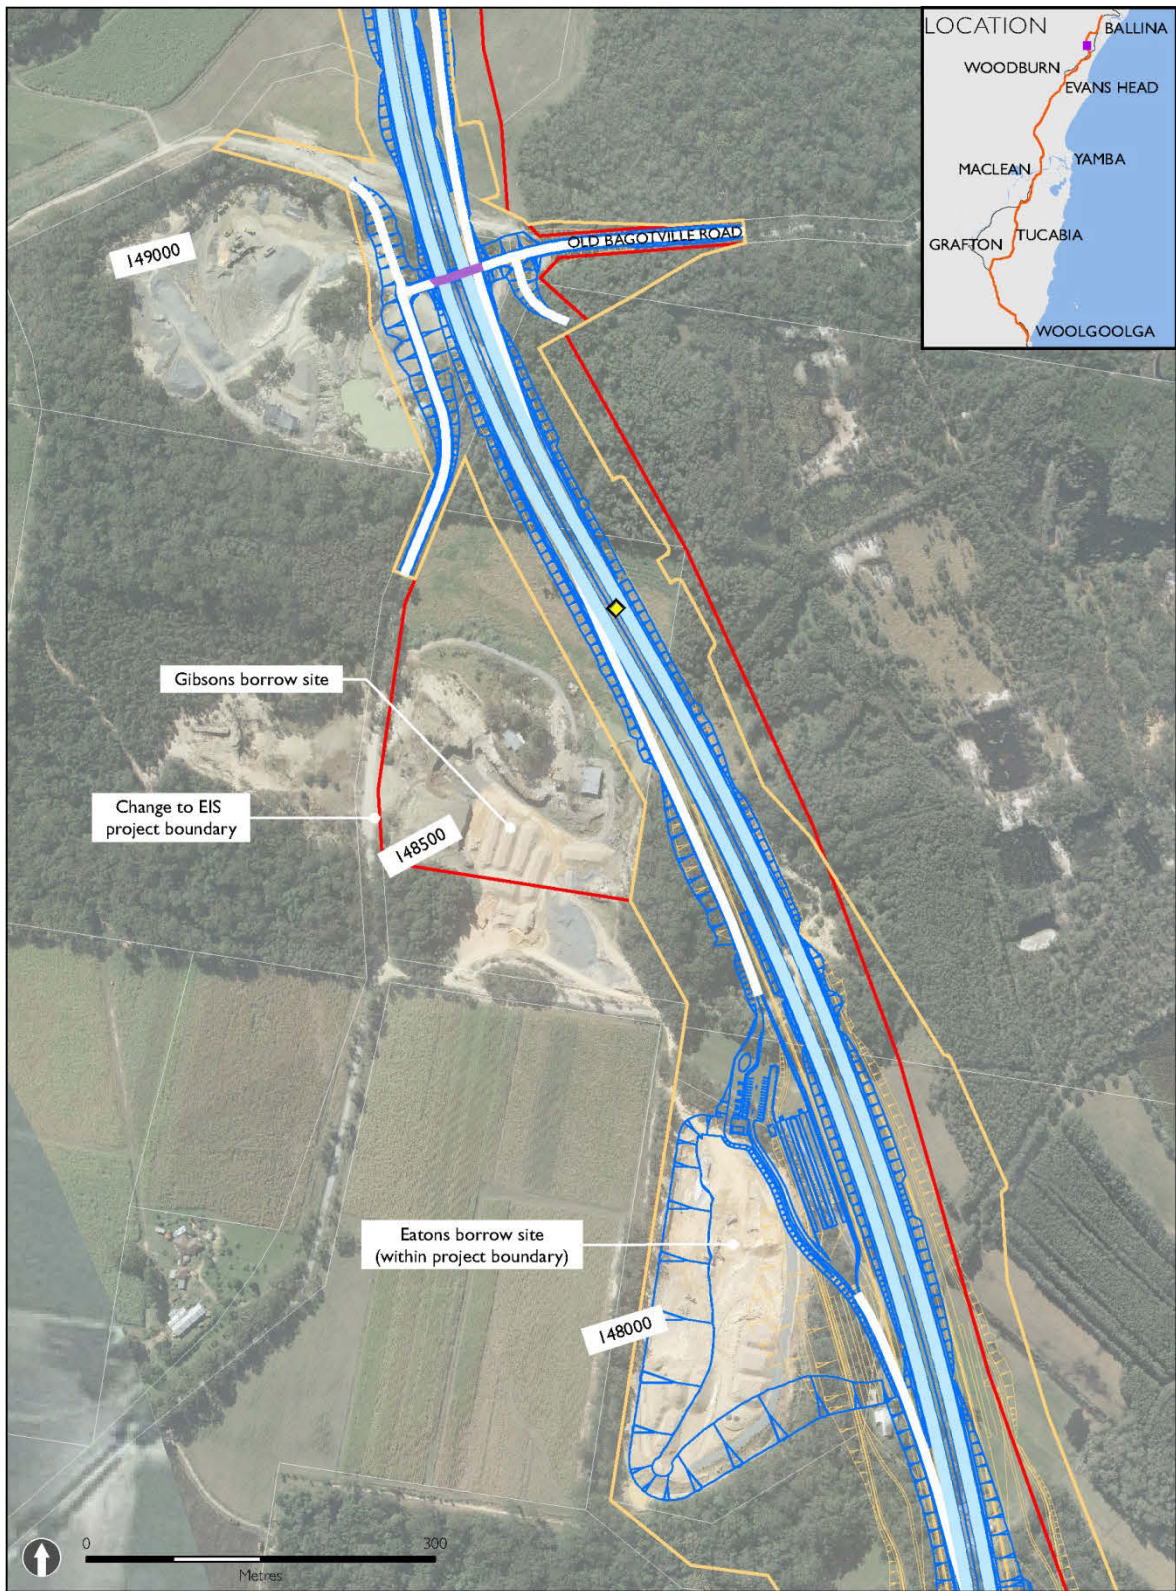 LOCATION
BALLINA
WOODBURN
EVANS HEAD
MACLEAN
YAMBA
GRAFTON
TUCABIA
WOOLGOOLGA
OLD BAGOTVILLE ROAD
149000
Gibsons borrow site
Change to EIS
project boundary
148500
Eatons borrow site
(within project boundary)
148000
0
300
Metres